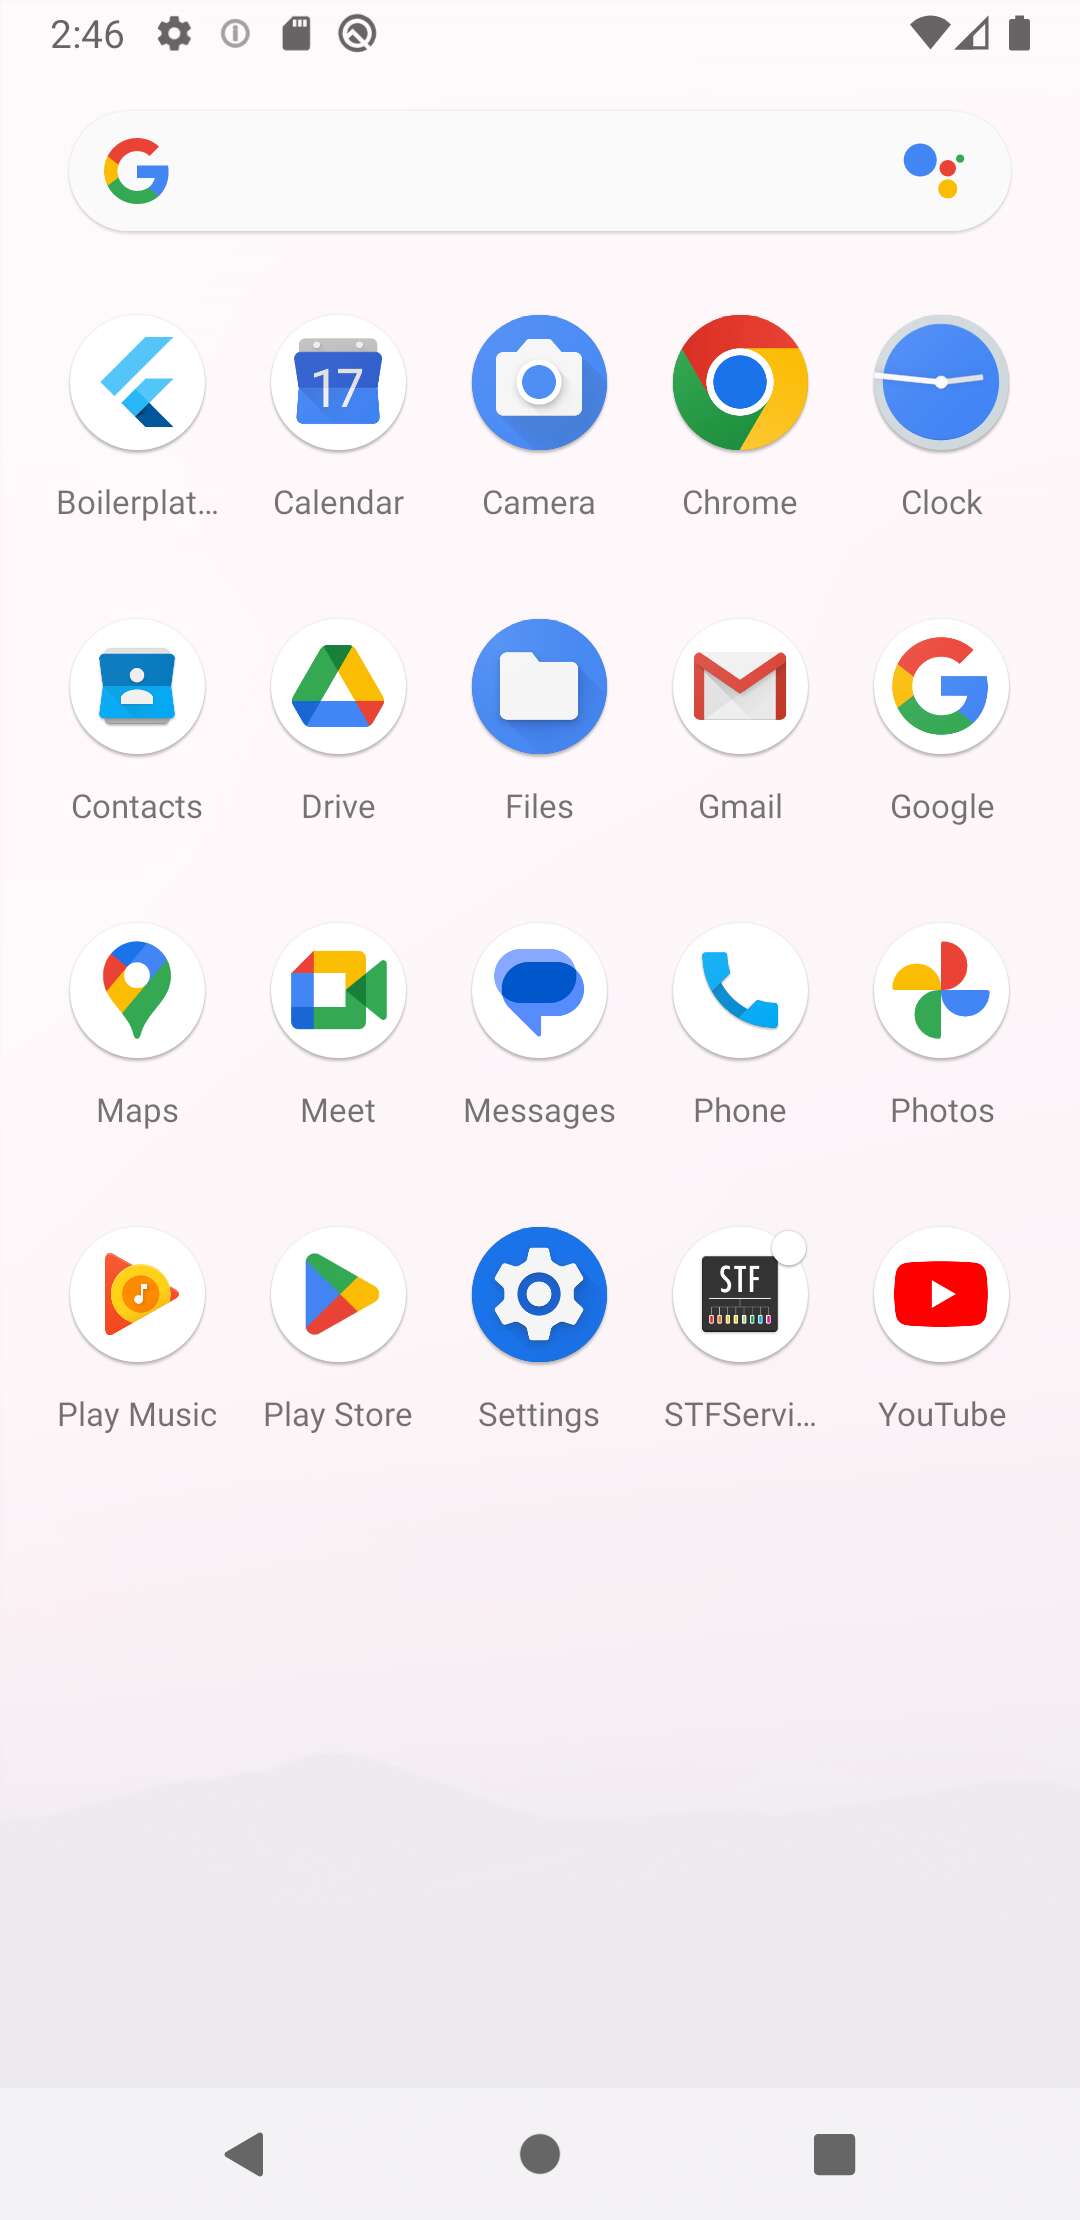 2:46
Boilerplat... Calendar Camera Chrome Clock
17
Contacts Drive Files Gmail Google
Maps Meet Messages Phone Photos
STF
Play Music Play Store Settings STFServi... YouTube